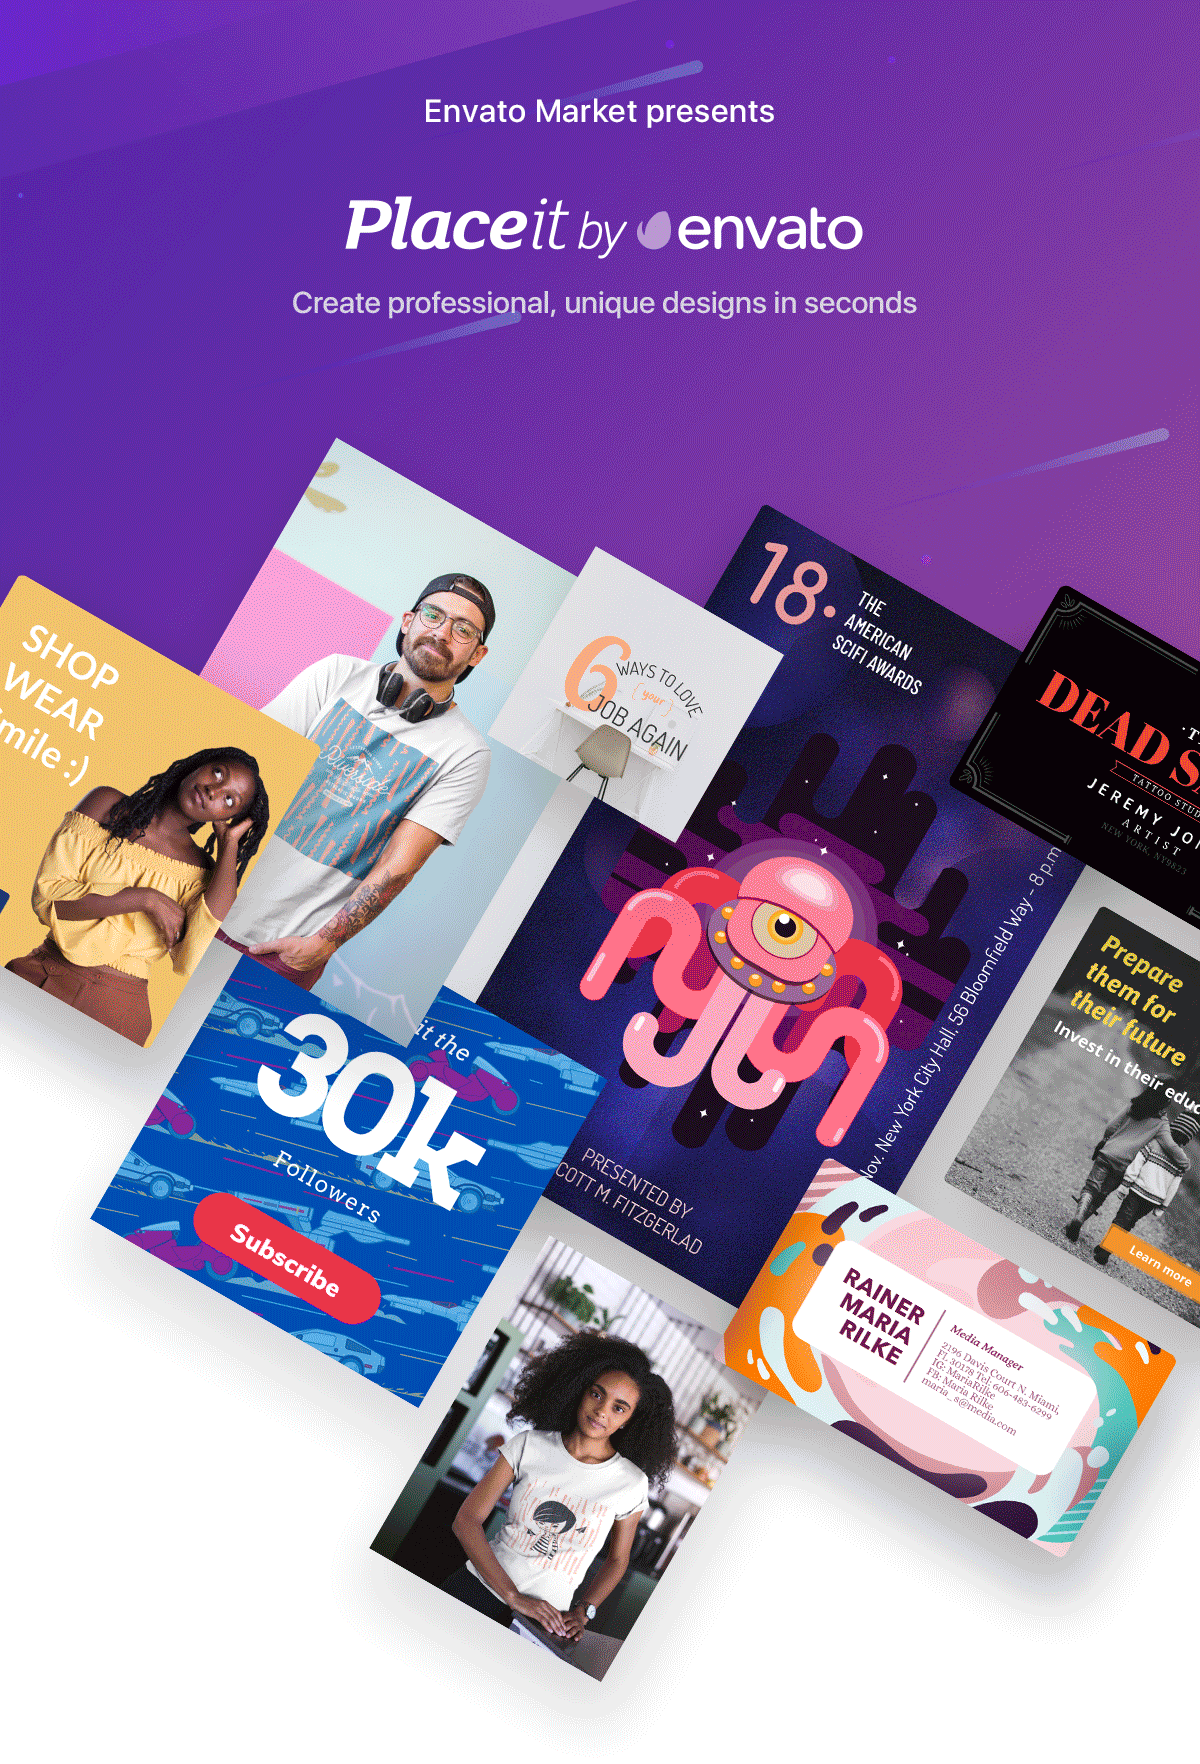 Envato Market presents
Placeit by envato
Create professional, unique designs in seconds
SHOP
WEAR
mile :)
Riverside
6 WAYS TO LOVE
{ your }
JOB AGAIN
18.
THE
AMERICAN
SCIFI AWARDS
Nov. New York City Hall. 56 Bloomfield Way - 8 p.m
PRESENTED BY
COTT M. FITZGERLAD
DEAD
TATTOO
JEREMY
ARTIST
NEW YORK, NY9823
Prepare
them for
their future
Invest in their
Learn more
it the
30k
Followers
Subscribe
RAINER
MARIA
RILKE
Media Manager
2196 Davis Court N. Miami,
FL 30178 Tel: 606-483-6299
IG: MariaRilke
FB: Maria Rilke
maria_s@media.com